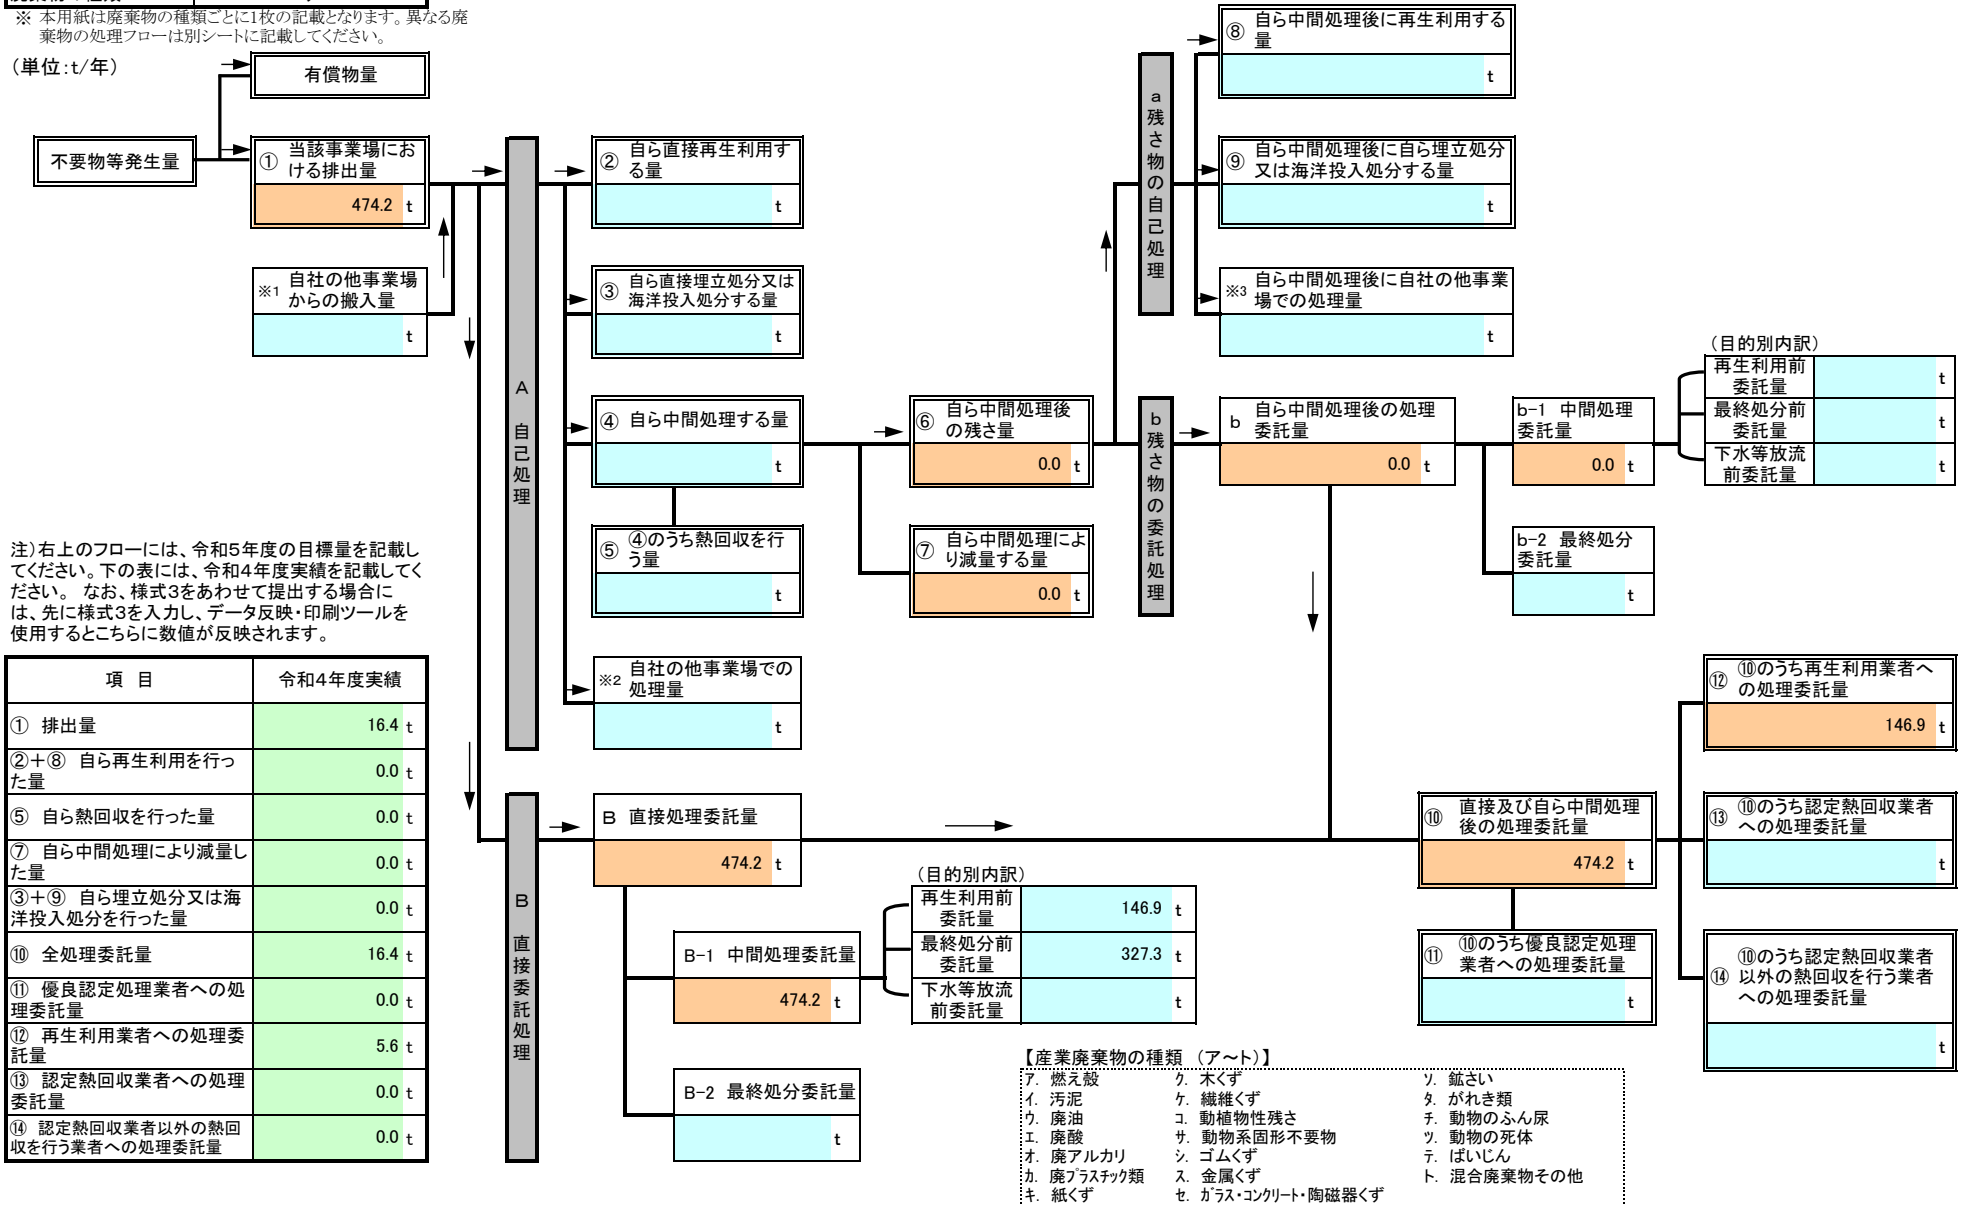 ※ 本用紙は廃棄物の種類ごとに1枚の記載となります。異なる廃
棄物の処理フローは別シートに記載してください。
(単位:t/年)
有償物量
不要物等発生量
① 当該事業場にお
ける排出量
474.2 t
※1 自社の他事業場
からの搬入量
t
A 自己処理
② 自ら直接再生利用す
る量
t
③ 自ら直接埋立処分又は
海洋投入処分する量
t
④ 自ら中間処理する量
t
⑤ ④のうち熱回収を行
う量
t
※2 自社の他事業場での
処理量
t
⑥ 自ら中間処理後
の残さ量
0.0 t
⑦ 自ら中間処理によ
り減量する量
0.0 t
a残さ物の自己処理
⑧ 自ら中間処理後に再生利用する
量
t
⑨ 自ら中間処理後に自ら埋立処分
又は海洋投入処分する量
t
※3 自ら中間処理後に自社の他事業
場での処理量
t
b残さ物の委託処理
b 自ら中間処理後の処理
委託量
0.0 t
b-1 中間処理
委託量
0.0 t
b-2 最終処分
委託量
t
(目的別内訳)
再生利用前
委託量 t
最終処分前
委託量 t
下水等放流
前委託量 t
注)右上のフローには、令和5年度の目標量を記載し
てください。下の表には、令和4年度実績を記載してく
ださい。 なお、様式3をあわせて提出する場合に
は、先に様式3を入力し、データ反映・印刷ツールを
使用するとこちらに数値が反映されます。
項 目 令和4年度実績
① 排出量 16.4 t
②+⑧ 自ら再生利用を行っ
た量 0.0 t
⑤ 自ら熱回収を行った量 0.0 t
⑦ 自ら中間処理により減量し
た量 0.0 t
③+⑨ 自ら埋立処分又は海
洋投入処分を行った量 0.0 t
⑩ 全処理委託量 16.4 t
⑪ 優良認定処理業者への処
理委託量 0.0 t
⑫ 再生利用業者への処理委
託量 5.6 t
⑬ 認定熱回収業者への処理
委託量 0.0 t
⑭ 認定熱回収業者以外の熱回
収を行う業者への処理委託量 0.0 t
B 直接委託処理
B 直接処理委託量
474.2 t
B-1 中間処理委託量
474.2 t
B-2 最終処分委託量
t
(目的別内訳)
再生利用前
委託量 146.9 t
最終処分前
委託量 327.3 t
下水等放流
前委託量 t
⑩ 直接及び自ら中間処理
後の処理委託量
474.2 t
⑪ ⑩のうち優良認定処理
業者への処理委託量
t
⑫ ⑩のうち再生利用業者へ
の処理委託量
146.9 t
⑬ ⑩のうち認定熱回収業者
への処理委託量
t
⑭ ⑩のうち認定熱回収業者
以外の熱回収を行う業者
への処理委託量
t
【産業廃棄物の種類 (ア~ト)】
ア. 燃え殻 ク. 木くず ソ. 鉱さい
イ. 汚泥 ケ. 繊維くず タ. がれき類
ウ. 廃油 コ. 動植物性残さ チ. 動物のふん尿
エ. 廃酸 サ. 動物系固形不要物 ツ. 動物の死体
オ. 廃アルカリ シ. ゴムくず テ. ばいじん
カ. 廃プラスチック類 ス. 金属くず ト. 混合廃棄物その他
キ. 紙くず セ. ガラス・コンクリート・陶磁器くず